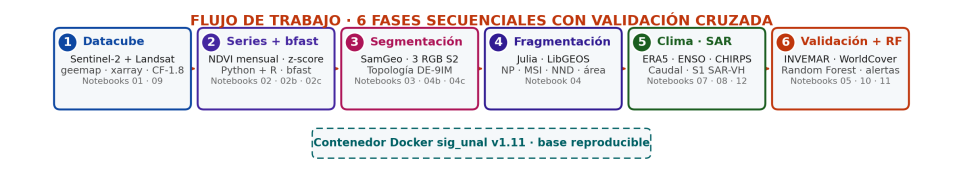 FLUJO DE TRABAJO · 6 FASES SECUENCIALES CON VALIDACIÓN CRUZADA
1 Datacube
Sentinel-2 + Landsat
geemap · xarray · CF-1.8
Notebooks 01 · 09
2 Series + bfast
NDVI mensual · z-score
Python + R · bfast
Notebooks 02 · 02b · 02c
3 Segmentación
SamGeo · 3 RGB S2
Topología DE-9IM
Notebooks 03 · 04b · 04c
4 Fragmentación
Julia · LibGEOS
NP · MSI · NND · área
Notebook 04
5 Clima · SAR
ERA5 · ENSO · CHIRPS
Caudal · S1 SAR-VH
Notebooks 07 · 08 · 12
6 Validación + RF
INVEMAR · WorldCover
Random Forest · alertas
Notebooks 05 · 10 · 11
Contenedor Docker sig_unal v1.11 · base reproducible